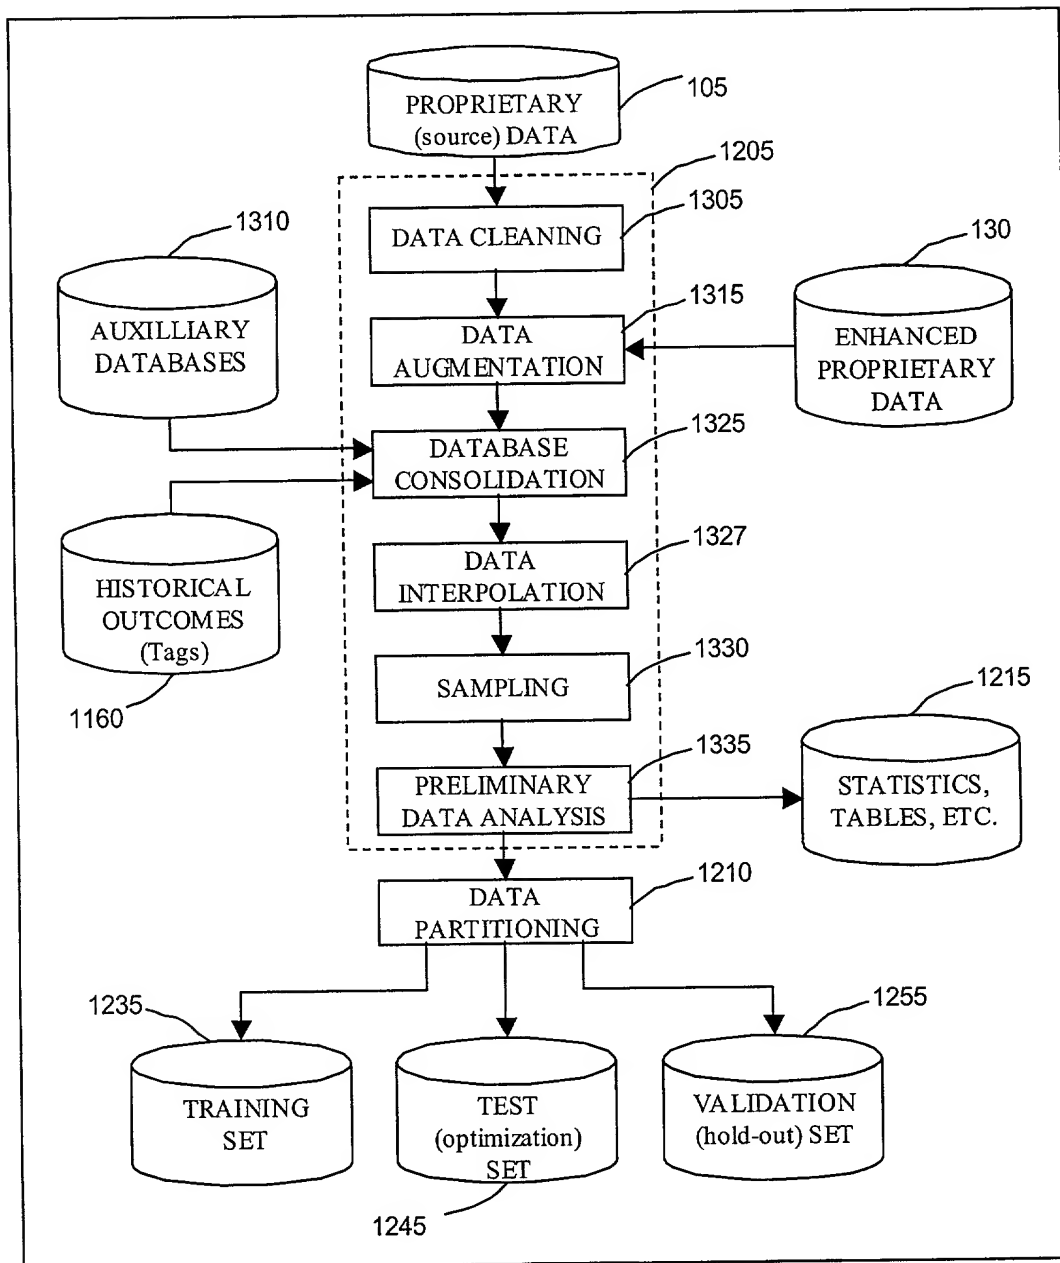 PROPRIETARY
(source) DATA
105
1205
1305
DATA CLEANING
1310
130
1315
AUXILLIARY
DATABASES
DATA
AUGMENTATION
ENHANCED
PROPRIETARY
DATA
1325
DATABASE
CONSOLIDATION
1327
DATA
INTERPOLATION
HISTORICAL
OUTCOMES
(Tags)
1160
1330
SAMPLING
1215
1335
PRELIMINARY
DATA ANALYSIS
STATISTICS,
TABLES, ETC.
1210
DATA
PARTITIONING
1235
1255
TRAINING
SET
TEST
(optimization)
SET
VALIDATION
(hold-out) SET
1245